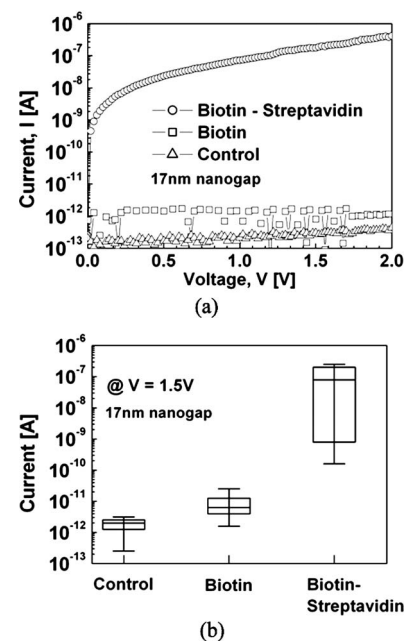 10⁻⁶
10⁻⁷
10⁻⁸
10⁻⁹
10⁻¹⁰
10⁻¹¹
10⁻¹²
10⁻¹³
Current, I [A]
Biotin - Streptavidin
Biotin
Control
17nm nanogap
0.0 0.5 1.0 1.5 2.0
Voltage, V [V]
(a)
10⁻⁶
10⁻⁷
10⁻⁸
10⁻⁹
10⁻¹⁰
10⁻¹¹
10⁻¹²
10⁻¹³
Current [A]
@ V = 1.5V
17nm nanogap
Control Biotin Biotin-
Streptavidin
(b)